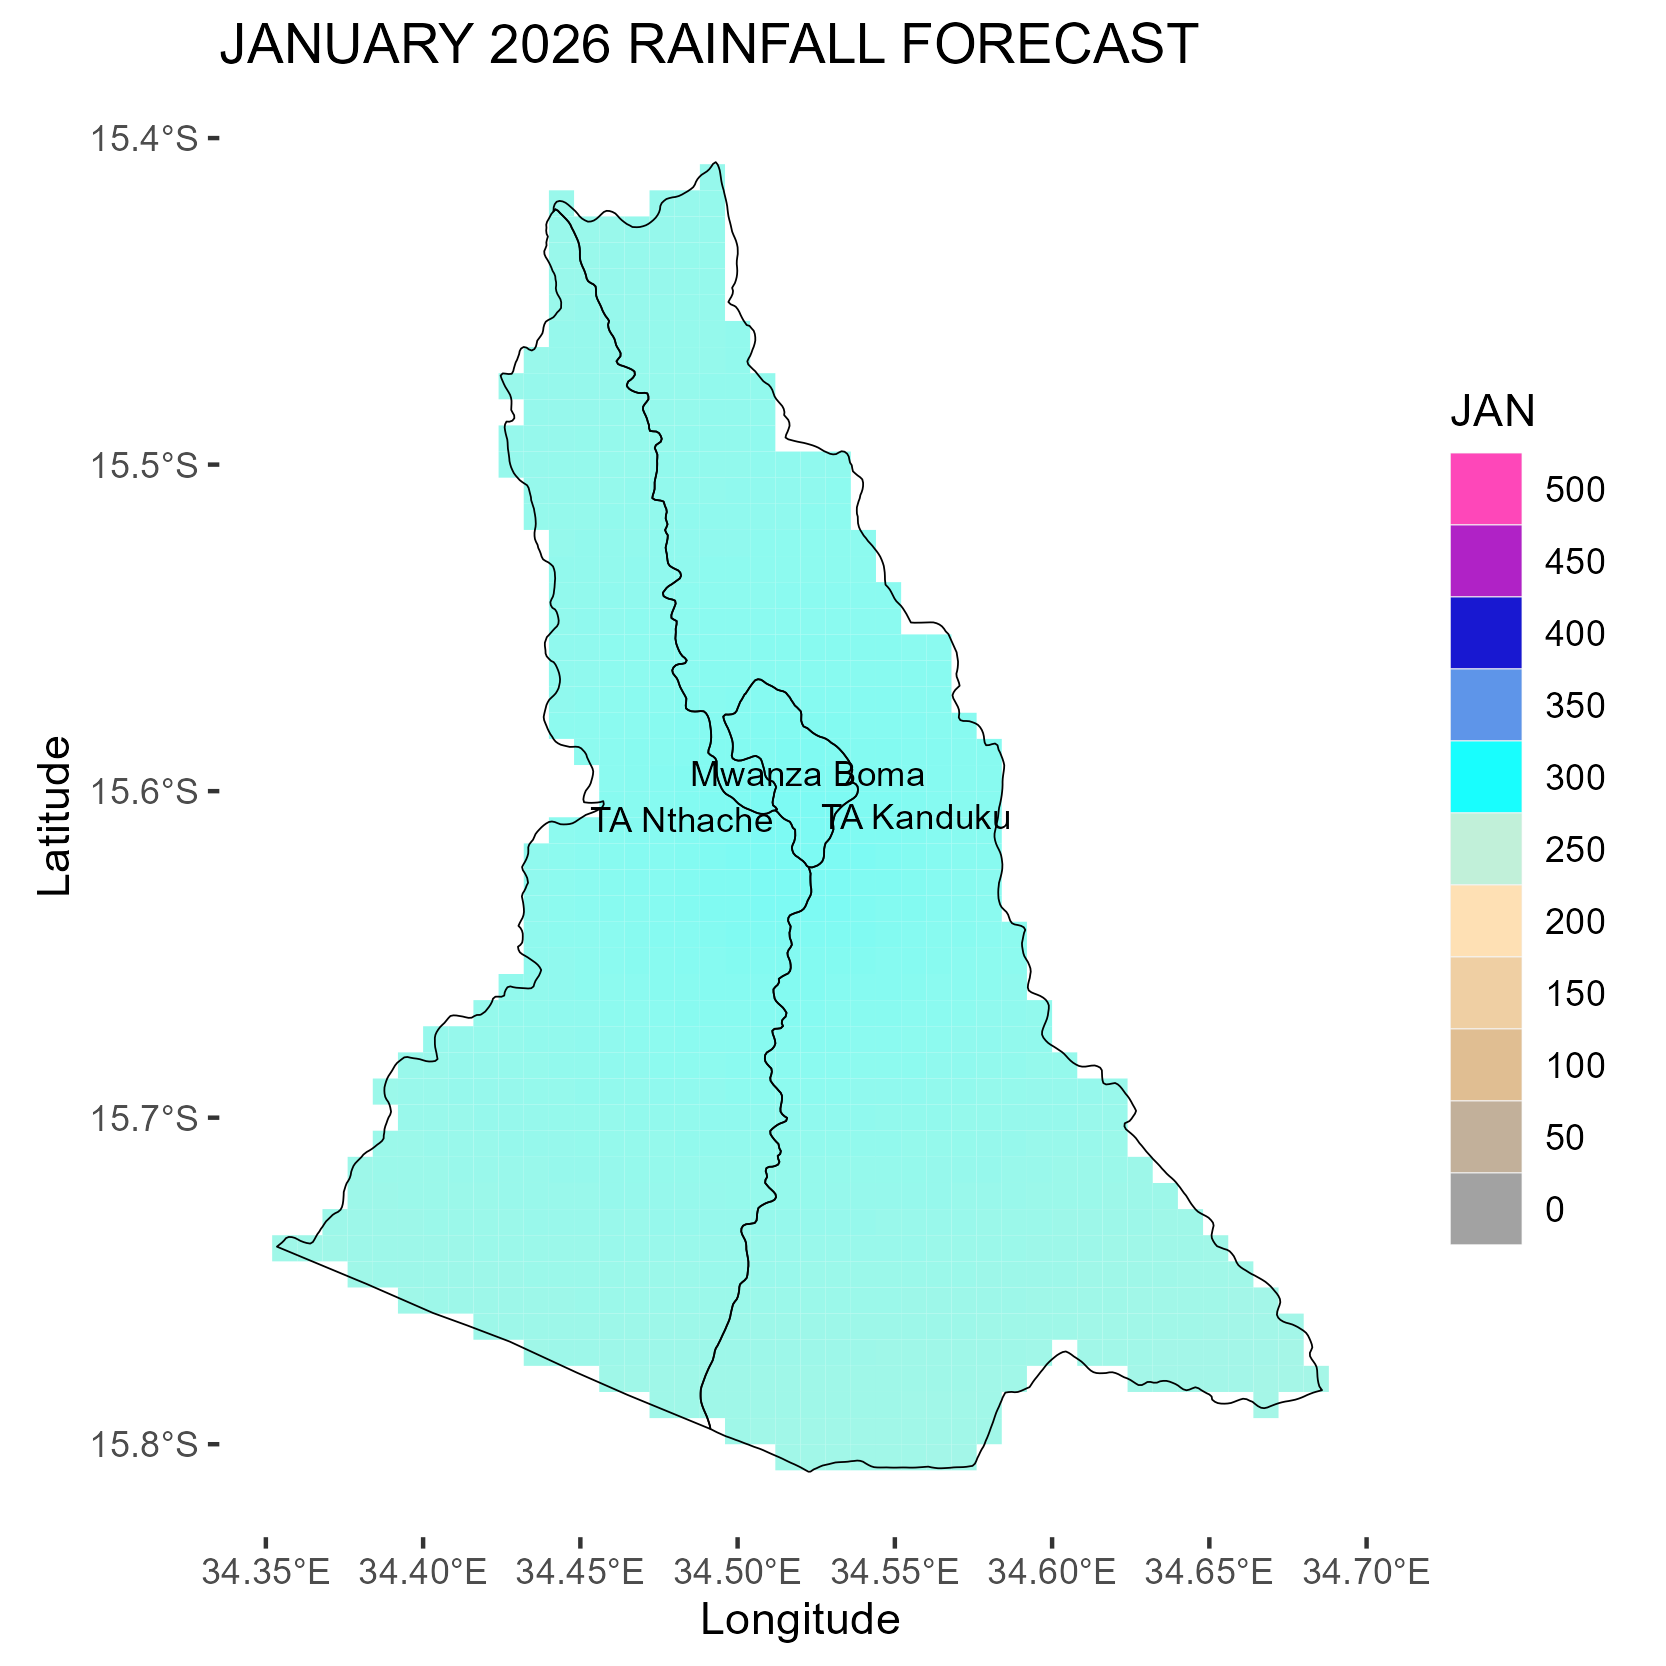 JANUARY 2026 RAINFALL FORECAST
15.4°S
15.5°S
15.6°S
15.7°S
15.8°S
Latitude
Mwanza Boma
TA Nthache
TA Kanduku
34.35°E
34.40°E
34.45°E
34.50°E
34.55°E
34.60°E
34.65°E
34.70°E
Longitude
JAN
500
450
400
350
300
250
200
150
100
50
0